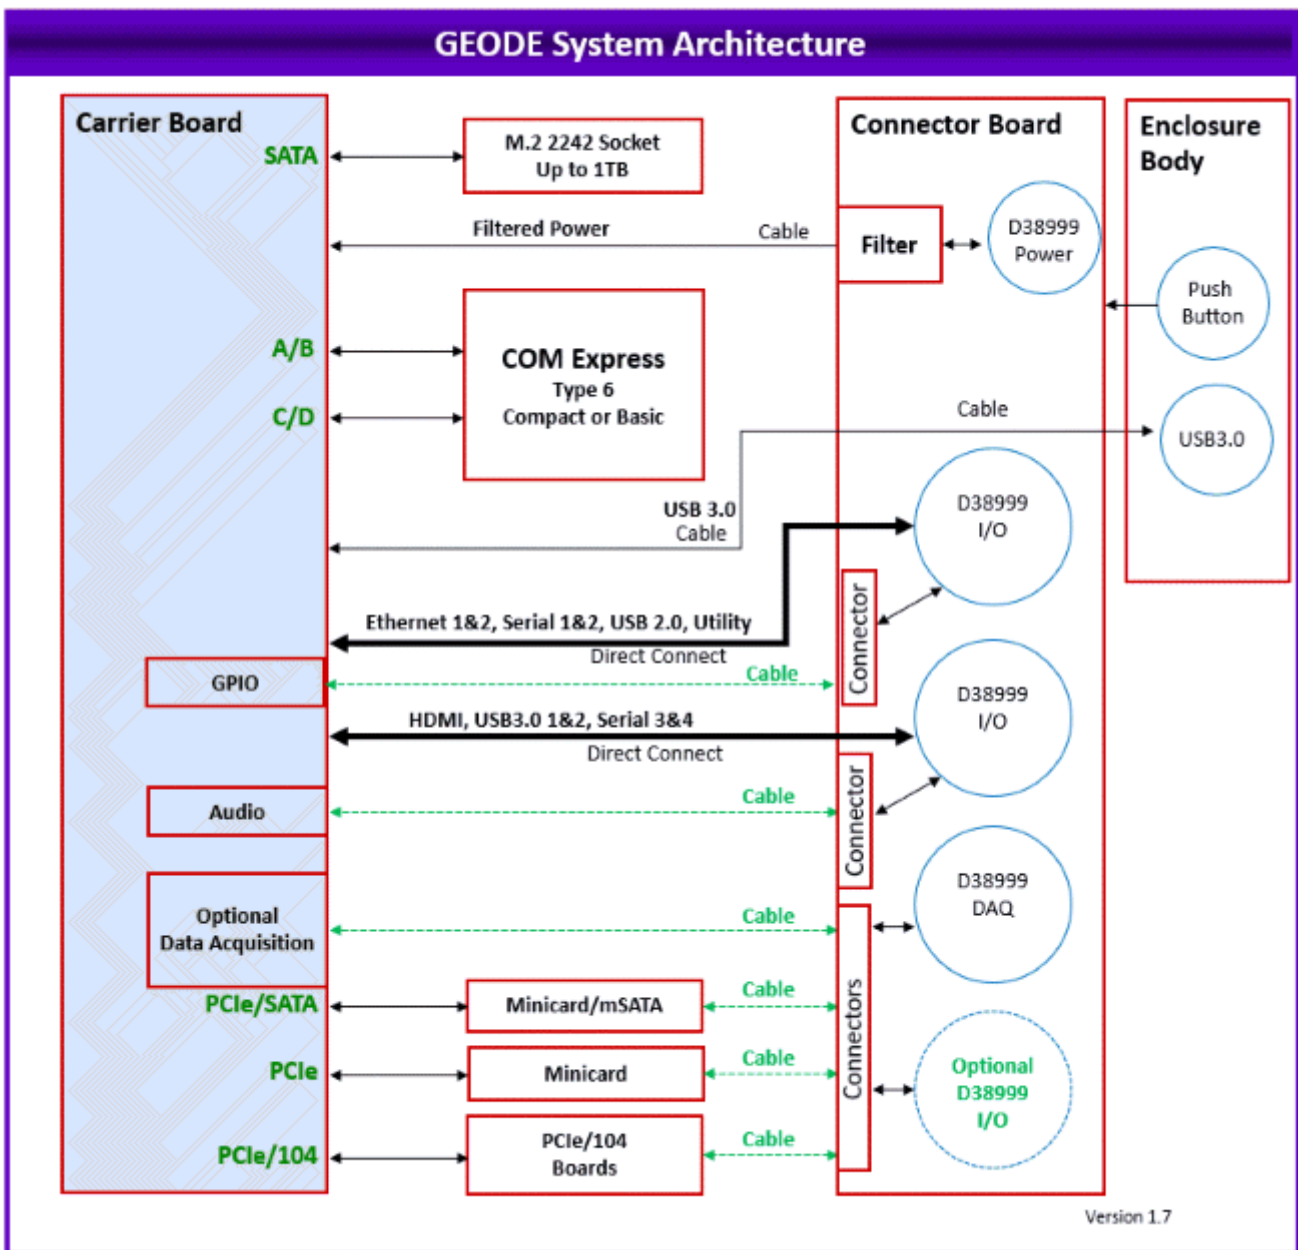 GEODE System Architecture
Carrier Board
SATA
M.2 2242 Socket
Up to 1TB
Connector Board
Enclosure
Body
Filtered Power
Cable
Filter
D38999
Power
Push
Button
A/B
C/D
COM Express
Type 6
Compact or Basic
Cable
USB3.0
USB 3.0
Cable
D38999
I/O
Connector
Ethernet 1&2, Serial 1&2, USB 2.0, Utility
Direct Connect
GPIO
Cable
D38999
I/O
HDMI, USB3.0 1&2, Serial 3&4
Direct Connect
Connector
Audio
Cable
D38999
DAQ
Optional
Data Acquisition
Cable
Connectors
PCIe/SATA
Minicard/mSATA
Cable
PCIe
Minicard
Cable
Optional
D38999
I/O
PCIe/104
PCIe/104
Boards
Cable
Version 1.7